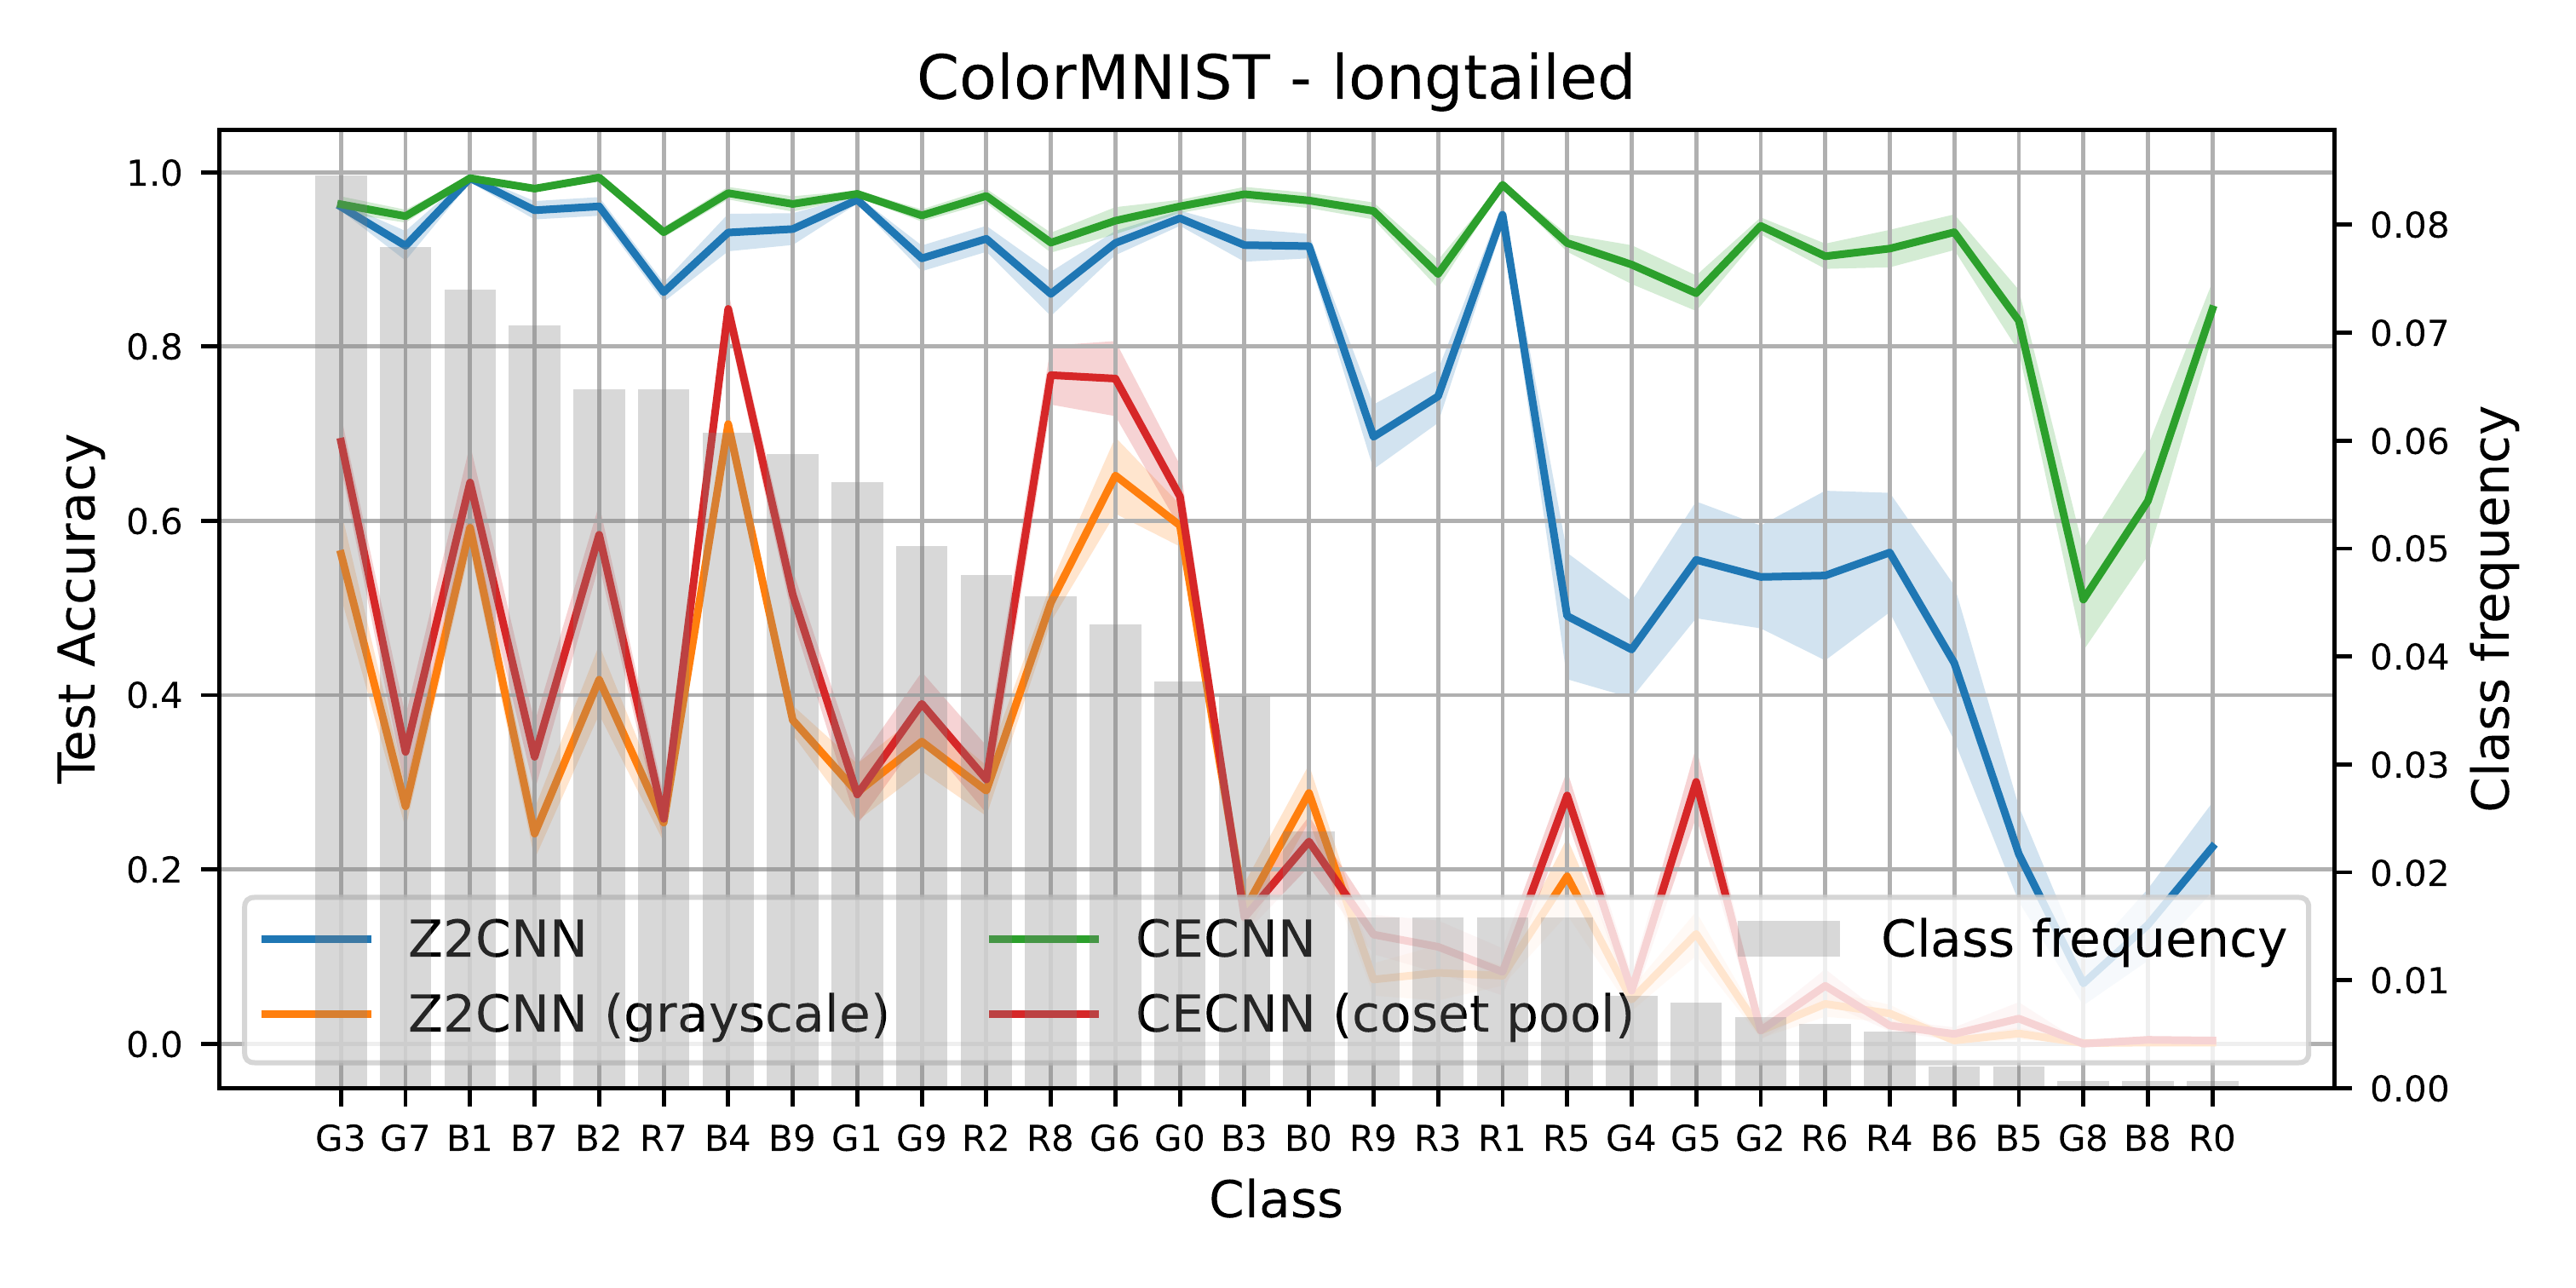 ColorMNIST - longtailed
Test Accuracy
1.0
0.8
0.6
0.4
0.2
0.0
Class frequency
0.08
0.07
0.06
0.05
0.04
0.03
0.02
0.01
0.00
Z2CNN
Z2CNN (grayscale)
CECNN
CECNN (coset pool)
Class frequency
G3 G7 B1 B7 B2 R7 B4 B9 G1 G9 R2 R8 G6 G0 B3 B0 R9 R3 R1 R5 G4 G5 G2 R6 R4 B6 B5 G8 B8 R0
Class